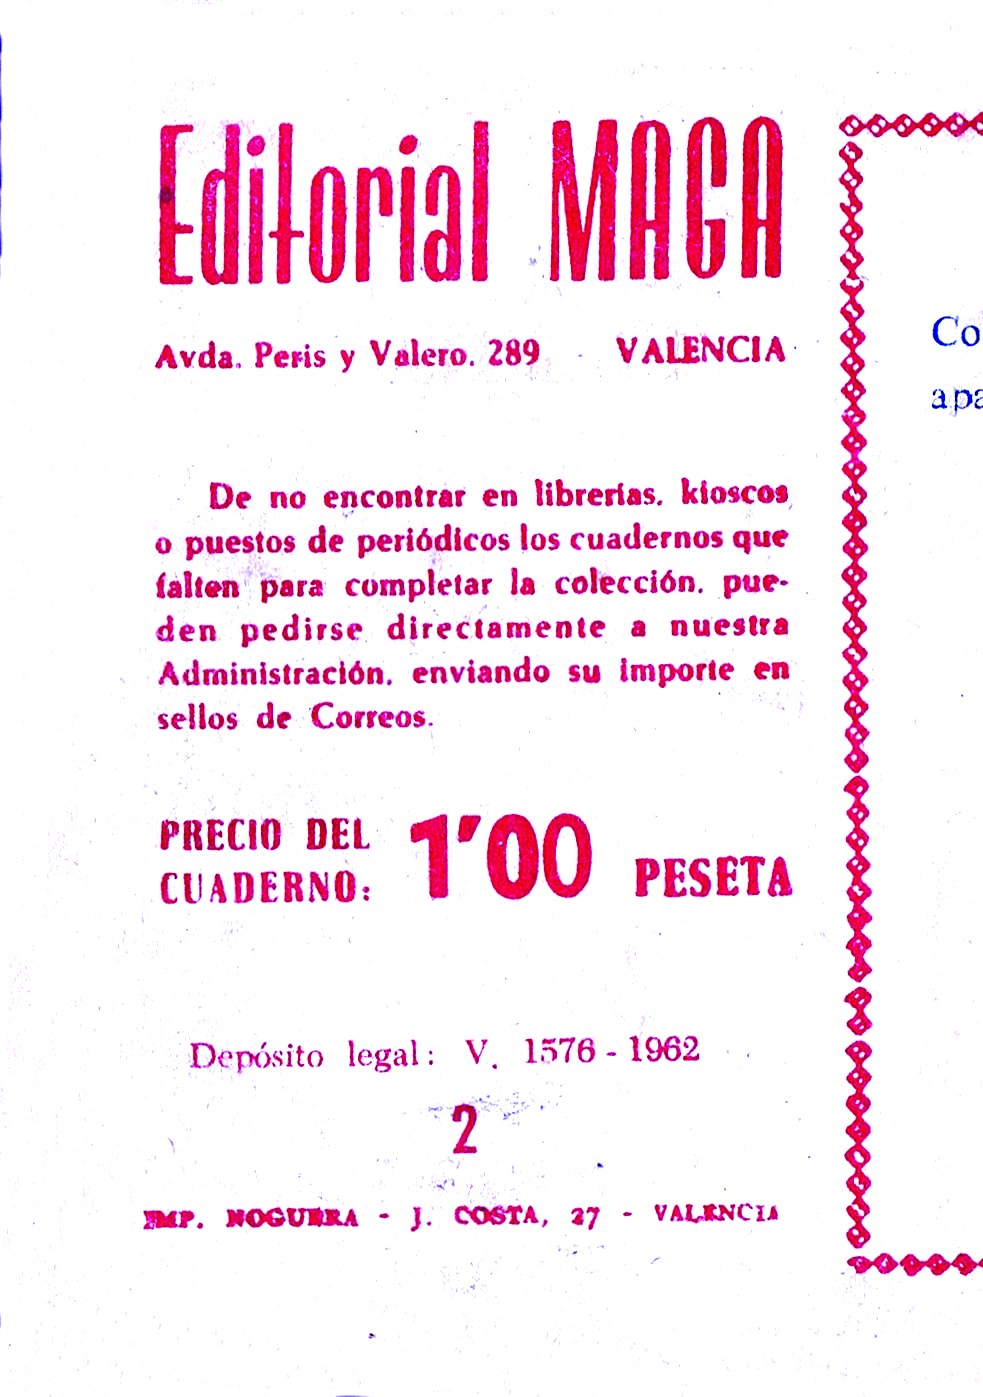 Editorial MAGA
Avda. Peris y Valero, 289 - VALENCIA
De no encontrar en librerías, kioscos
o puestos de periódicos los cuadernos que
falten para completar la colección, pue-
den pedirse directamente a nuestra
Administración, enviando su importe en
sellos de Correos.
PRECIO DEL
CUADERNO: 1'00 PESETA
Depósito legal: V. 1576 - 1962
2
IMP. NOGUERA - J. COSTA, 27 - VALENCIA
Co
apa